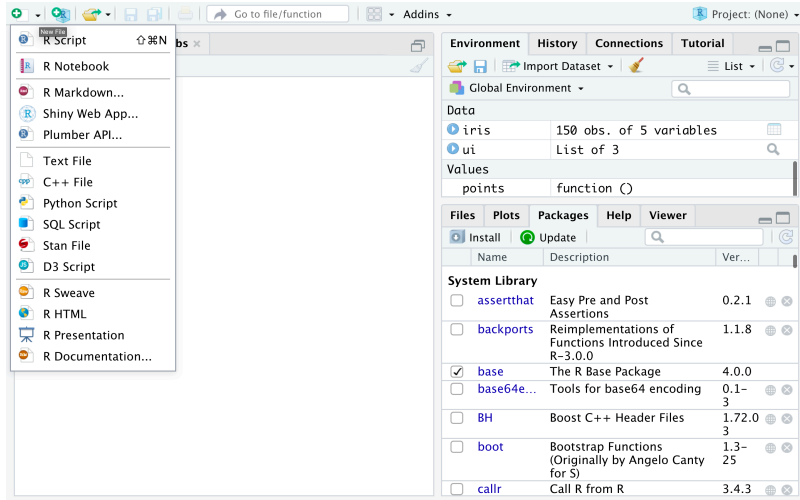 Go to file/function
Addins
Project: (None)
New File
R Script ⇧⌘N
R Notebook
R Markdown...
Shiny Web App...
Plumber API...
Text File
C++ File
Python Script
SQL Script
Stan File
D3 Script
R Sweave
R HTML
R Presentation
R Documentation...
bs
Environment History Connections Tutorial
Import Dataset List
Global Environment
Data
iris 150 obs. of 5 variables
ui List of 3
Values
points function ()
Files Plots Packages Help Viewer
Install Update
Name Description Ver...
System Library
assertthat Easy Pre and Post 0.2.1
Assertions
backports Reimplementations of 1.1.8
Functions Introduced Since
R-3.0.0
base The R Base Package 4.0.0
base64e... Tools for base64 encoding 0.1-
3
BH Boost C++ Header Files 1.72.0
3
boot Bootstrap Functions 1.3-
(Originally by Angelo Canty 25
for S)
callr Call R from R 3.4.3